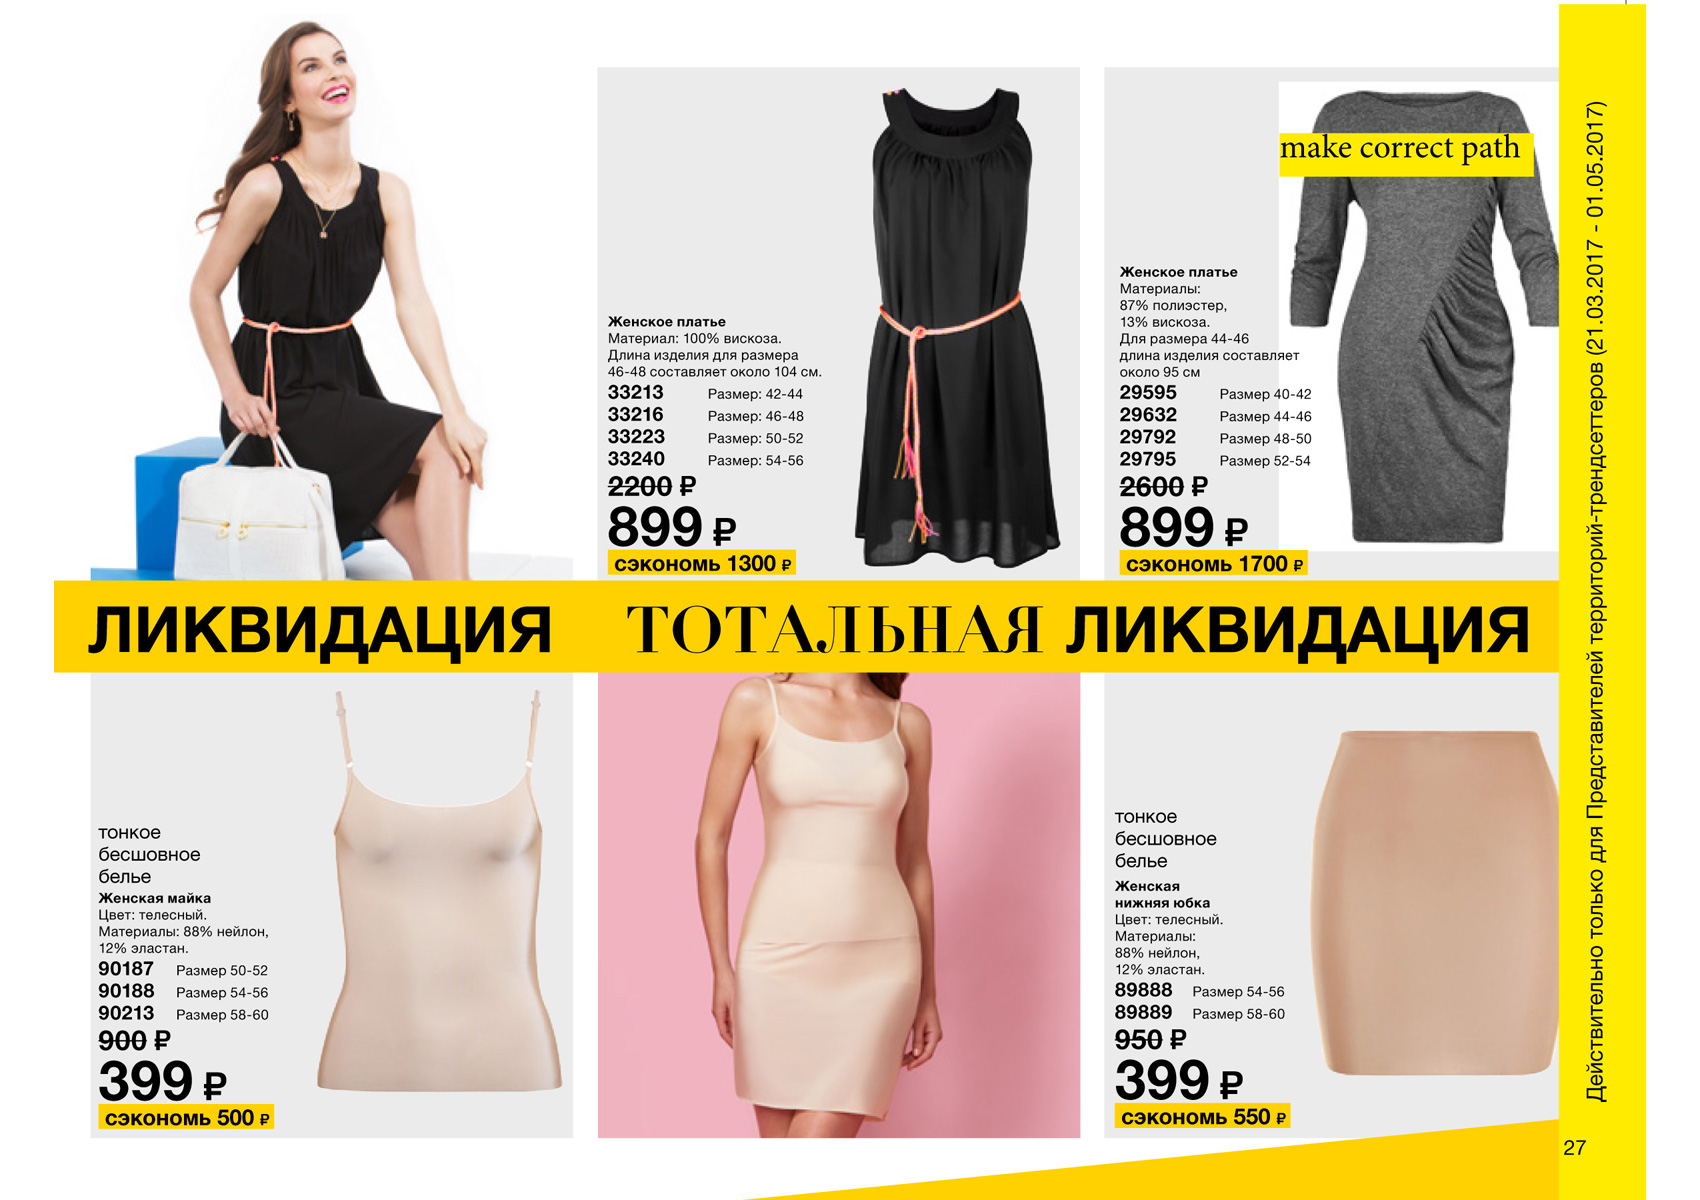 Женское платье
Материал: 100% вискоза.
Длина изделия для размера
46-48 составляет около 104 см.
33213 Размер: 42-44
33216 Размер: 46-48
33223 Размер: 50-52
33240 Размер: 54-56
2200 ₽
899 ₽
сэкономь 1300 ₽
make correct path
Женское платье
Материалы:
87% полиэстер,
13% вискоза.
Для размера 44-46
длина изделия составляет
около 95 см
29595 Размер 40-42
29632 Размер 44-46
29792 Размер 48-50
29795 Размер 52-54
2600 ₽
899 ₽
сэкономь 1700 ₽
ЛИКВИДАЦИЯ ТОТАЛЬНАЯ ЛИКВИДАЦИЯ
тонкое
бесшовное
белье
Женская майка
Цвет: телесный.
Материалы: 88% нейлон,
12% эластан.
90187 Размер 50-52
90188 Размер 54-56
90213 Размер 58-60
900 ₽
399 ₽
сэкономь 500 ₽
тонкое
бесшовное
белье
Женская
нижняя юбка
Цвет: телесный.
Материалы:
88% нейлон,
12% эластан.
89888 Размер 54-56
89889 Размер 58-60
950 ₽
399 ₽
сэкономь 550 ₽
Действительно только для Представителей территорий-трендсеттеров (21.03.2017 - 01.05.2017)
27